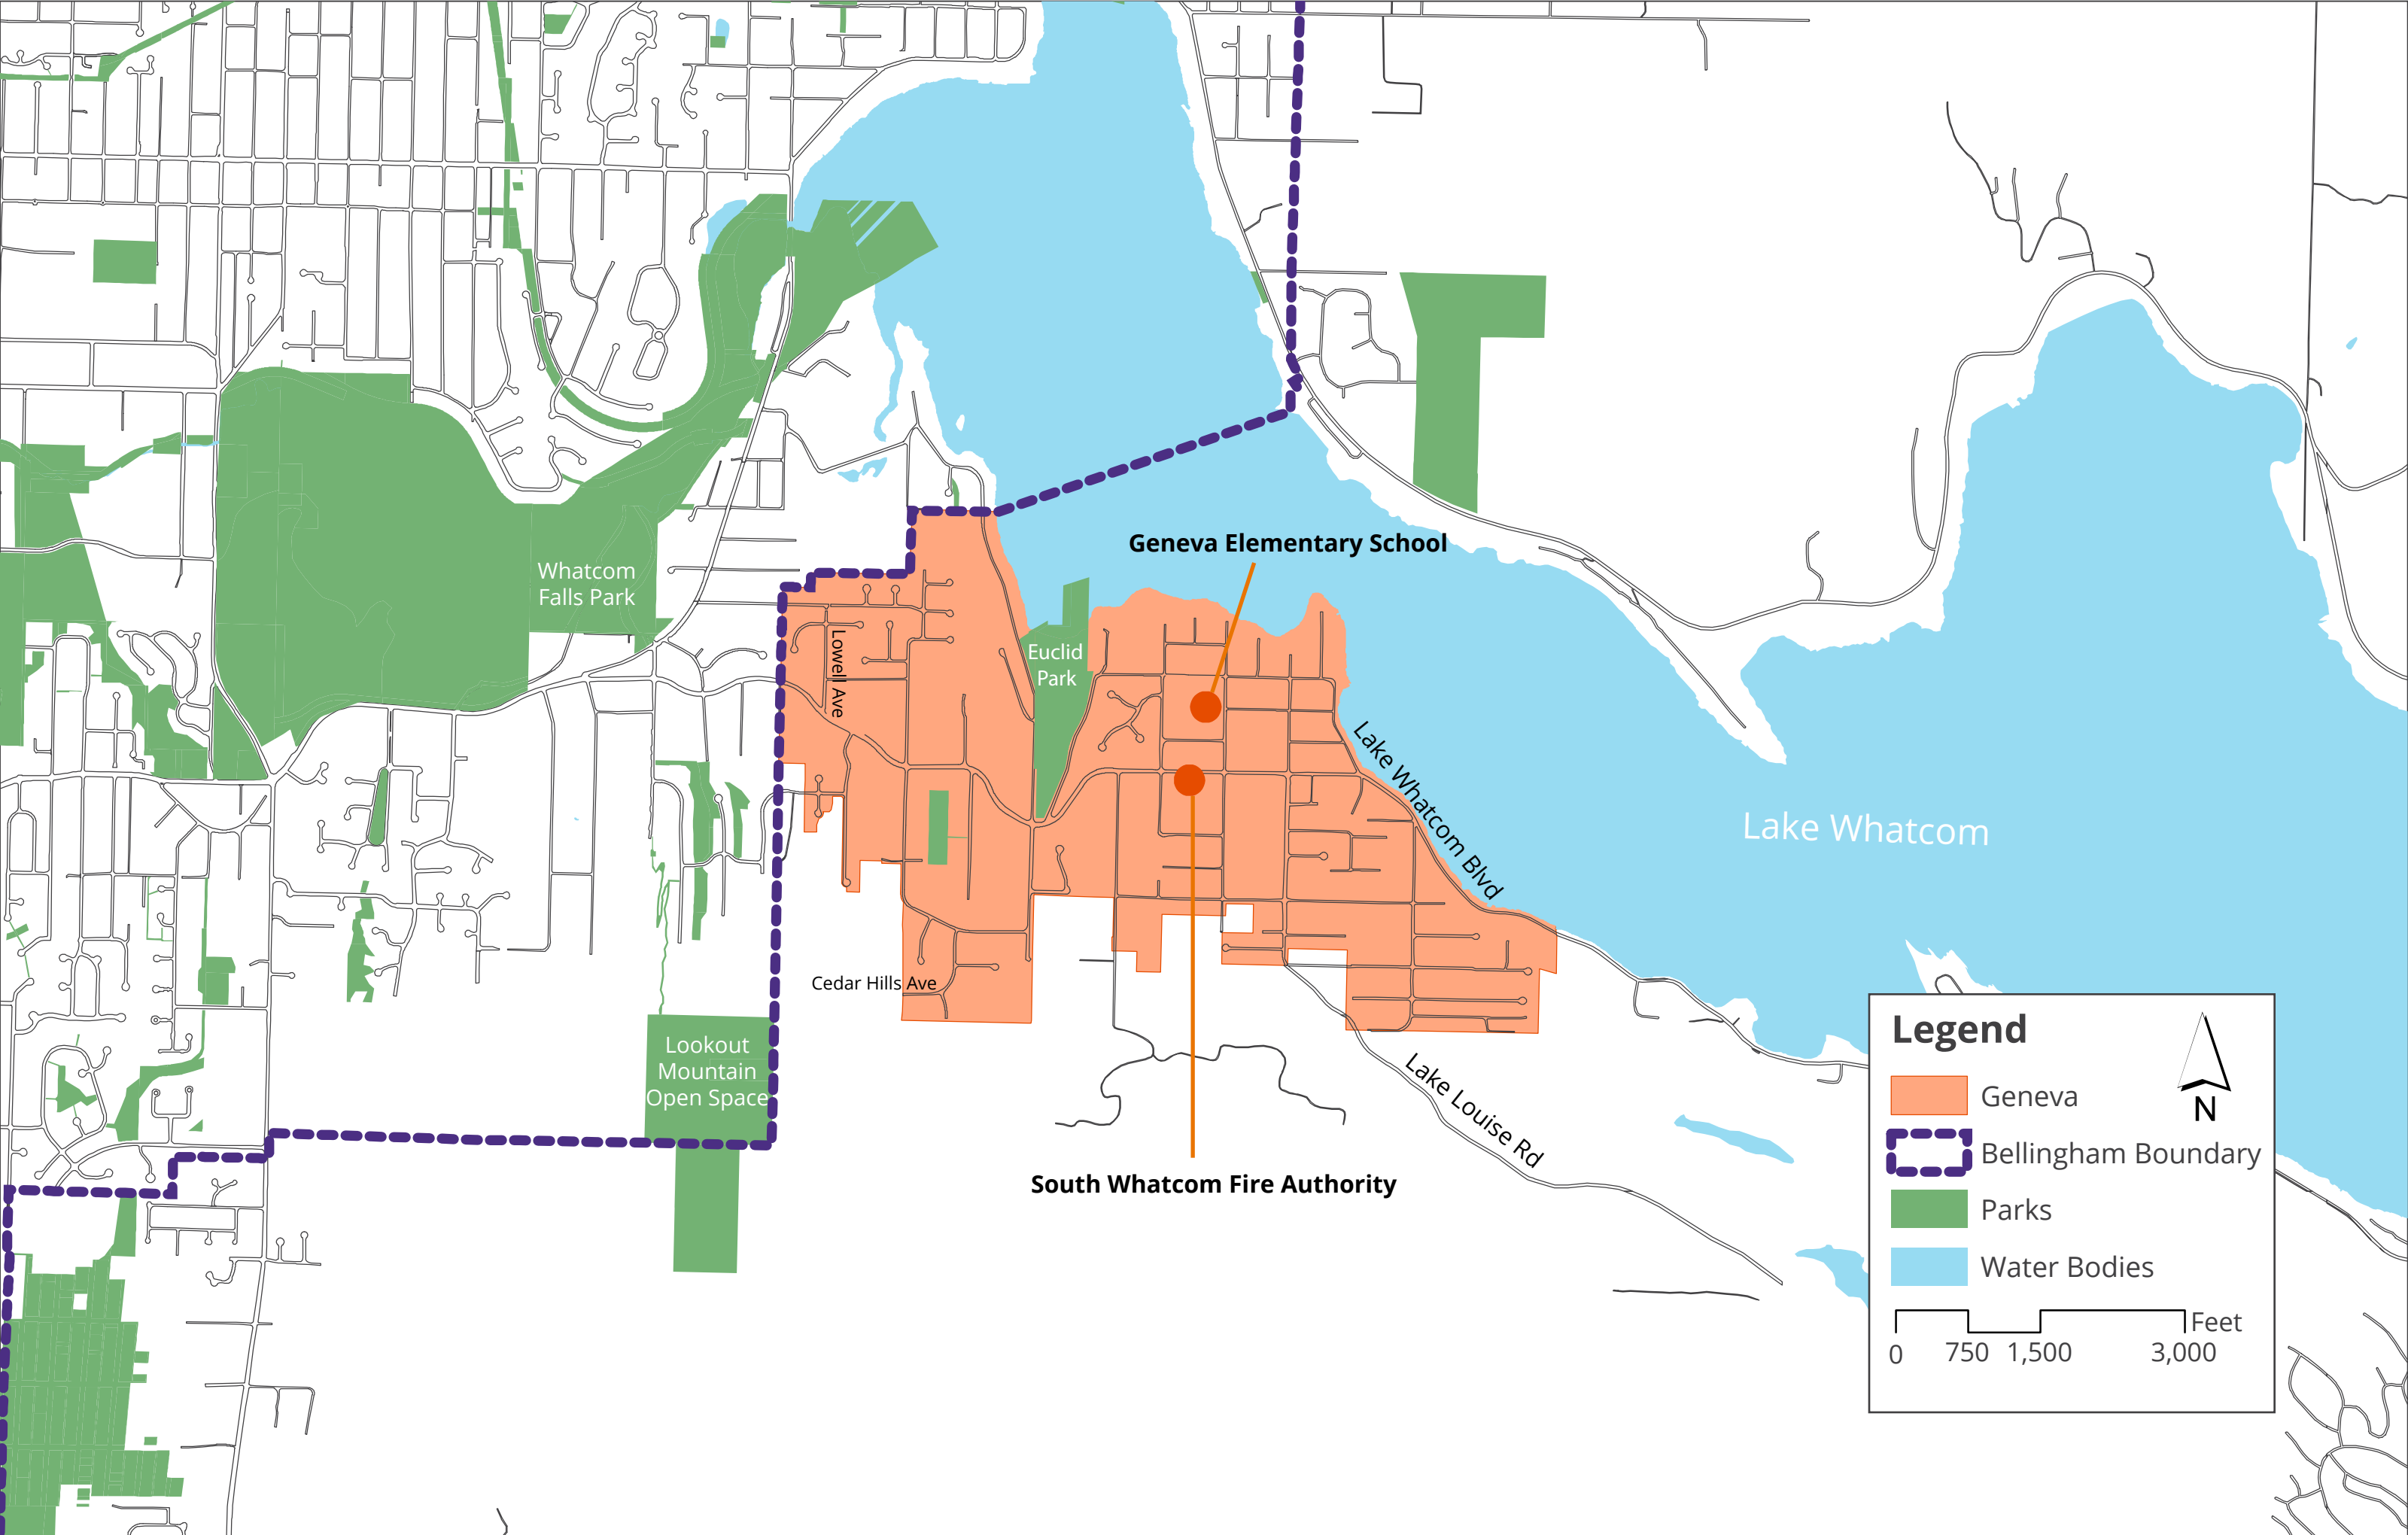 Geneva Elementary School
Whatcom
Falls Park
Lowell Ave
Euclid
Park
Lake Whatcom Blvd
Lake Whatcom
Cedar Hills Ave
Lookout
Mountain
Open Space
Lake Louise Rd
South Whatcom Fire Authority
Legend
N
Geneva
Bellingham Boundary
Parks
Water Bodies
Feet
0 750 1,500 3,000